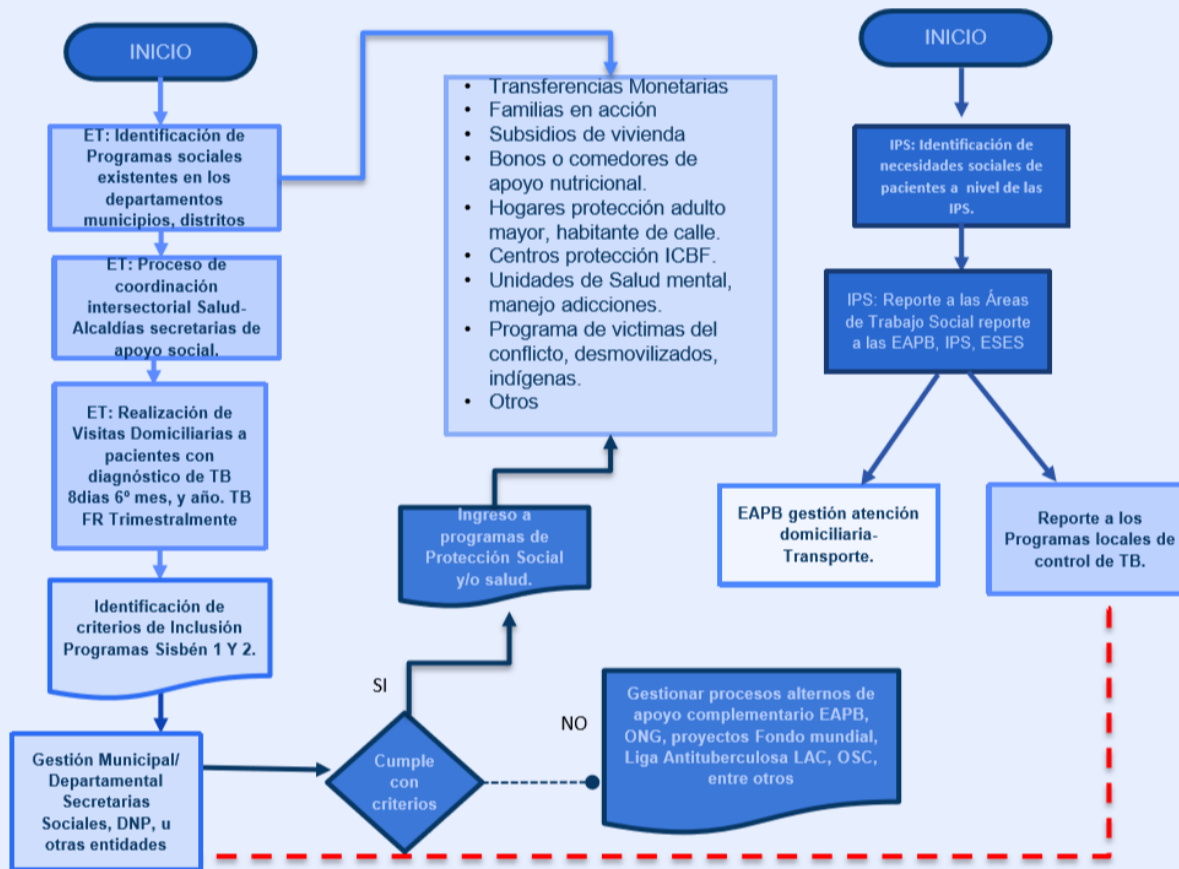 INICIO
ET: Identificación de
Programas sociales
existentes en los
departamentos
municipios, distritos
ET: Proceso de
coordinación
intersectorial Salud-
Alcaldías secretarias de
apoyo social.
ET: Realización de
Visitas Domiciliarias a
pacientes con
diagnóstico de TB
8dias 6º mes, y año. TB
FR Trimestralmente
Identificación de
criterios de Inclusión
Programas Sisbén 1 Y 2.
Gestión Municipal/
Departamental
Secretarias
Sociales, DNP, u
otras entidades
Cumple
con
criterios
SI
NO
Ingreso a
programas de
Protección Social
y/o salud.
• Transferencias Monetarias
• Familias en acción
• Subsidios de vivienda
• Bonos o comedores de
apoyo nutricional.
• Hogares protección adulto
mayor, habitante de calle.
• Centros protección ICBF.
• Unidades de Salud mental,
manejo adicciones.
• Programa de victimas del
conflicto, desmovilizados,
indígenas.
• Otros
Gestionar procesos alternos de
apoyo complementario EAPB,
ONG, proyectos Fondo mundial,
Liga Antituberculosa LAC, OSC,
entre otros
INICIO
IPS: Identificación de
necesidades sociales de
pacientes a nivel de las
IPS.
IPS: Reporte a las Áreas
de Trabajo Social reporte
a las EAPB, IPS, ESES
EAPB gestión atención
domiciliaria-
Transporte.
Reporte a los
Programas locales de
control de TB.